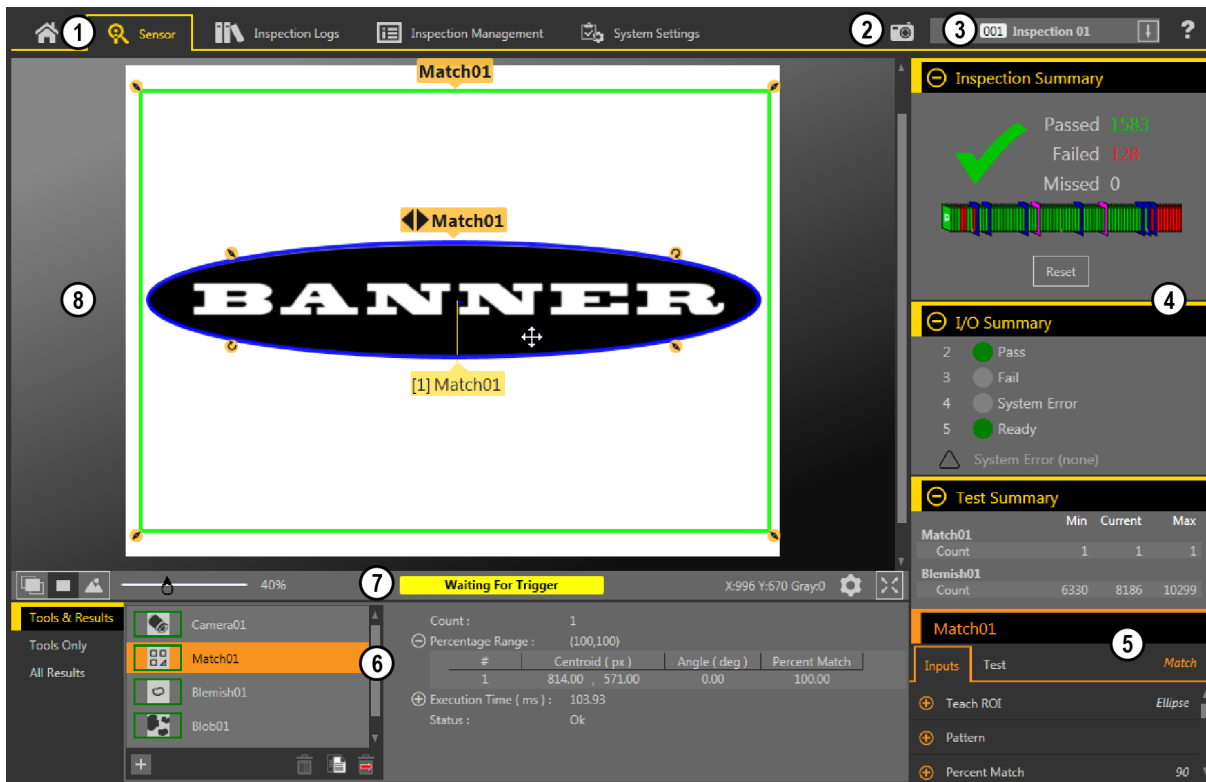 1 Sensor Inspection Logs Inspection Management System Settings 2 3 001 Inspection 01 ?
Match01
Match01
BANNER
[1] Match01
8
Inspection Summary
Passed 1583
Failed 128
Missed 0
Reset
4
I/O Summary
2 Pass
3 Fail
4 System Error
5 Ready
System Error (none)
Test Summary
Min Current Max
Match01
Count 1 1 1
Blemish01
Count 6330 8186 10299
40% 7 Waiting For Trigger X:996 Y:670 Gray:0
Tools & Results
Tools Only
All Results
Camera01
Match01 6
Blemish01
Blob01
Count : 1
Percentage Range : (100,100)
# Centroid ( px ) Angle ( deg ) Percent Match
1 814.00 , 571.00 0.00 100.00
Execution Time ( ms ) : 103.93
Status : Ok
Match01 5
Inputs Test Match
Teach ROI Ellipse
Pattern
Percent Match 90